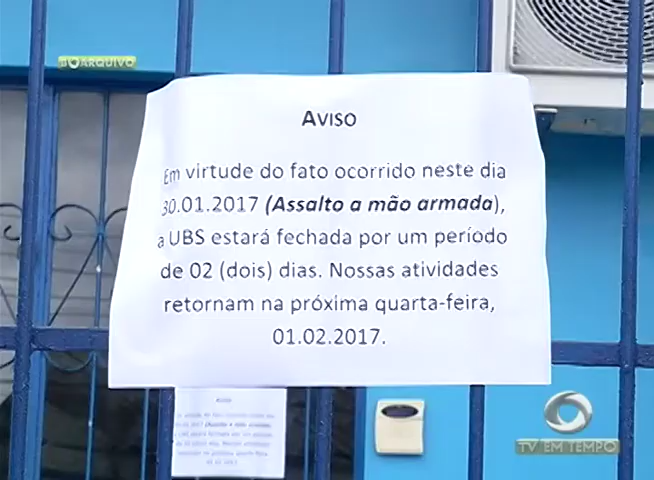 ARQUIVO
AVISO
Em virtude do fato ocorrido neste dia
30.01.2017 (Assalto a mão armada),
a UBS estará fechada por um período
de 02 (dois) dias. Nossas atividades
retornam na próxima quarta-feira,
01.02.2017.
AVISO
TV EM TEMPO